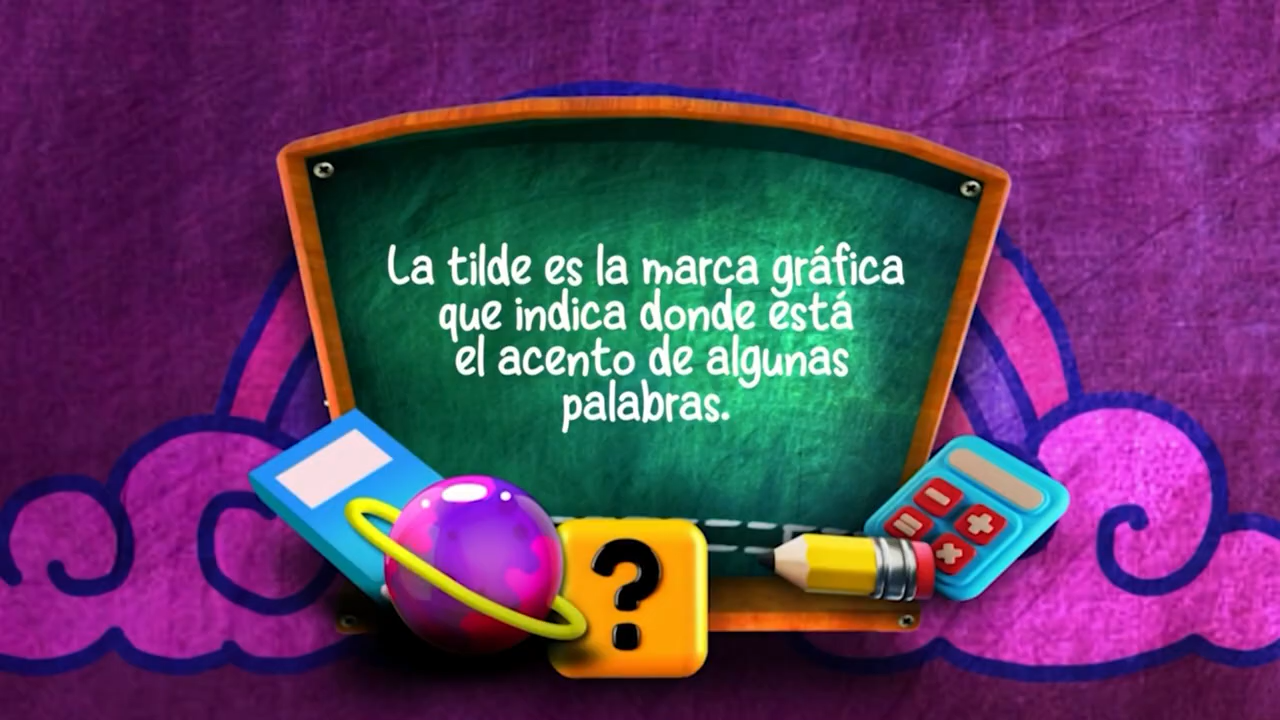 La tilde es la marca gráfica
que indica donde está
el acento de algunas
palabras.
?